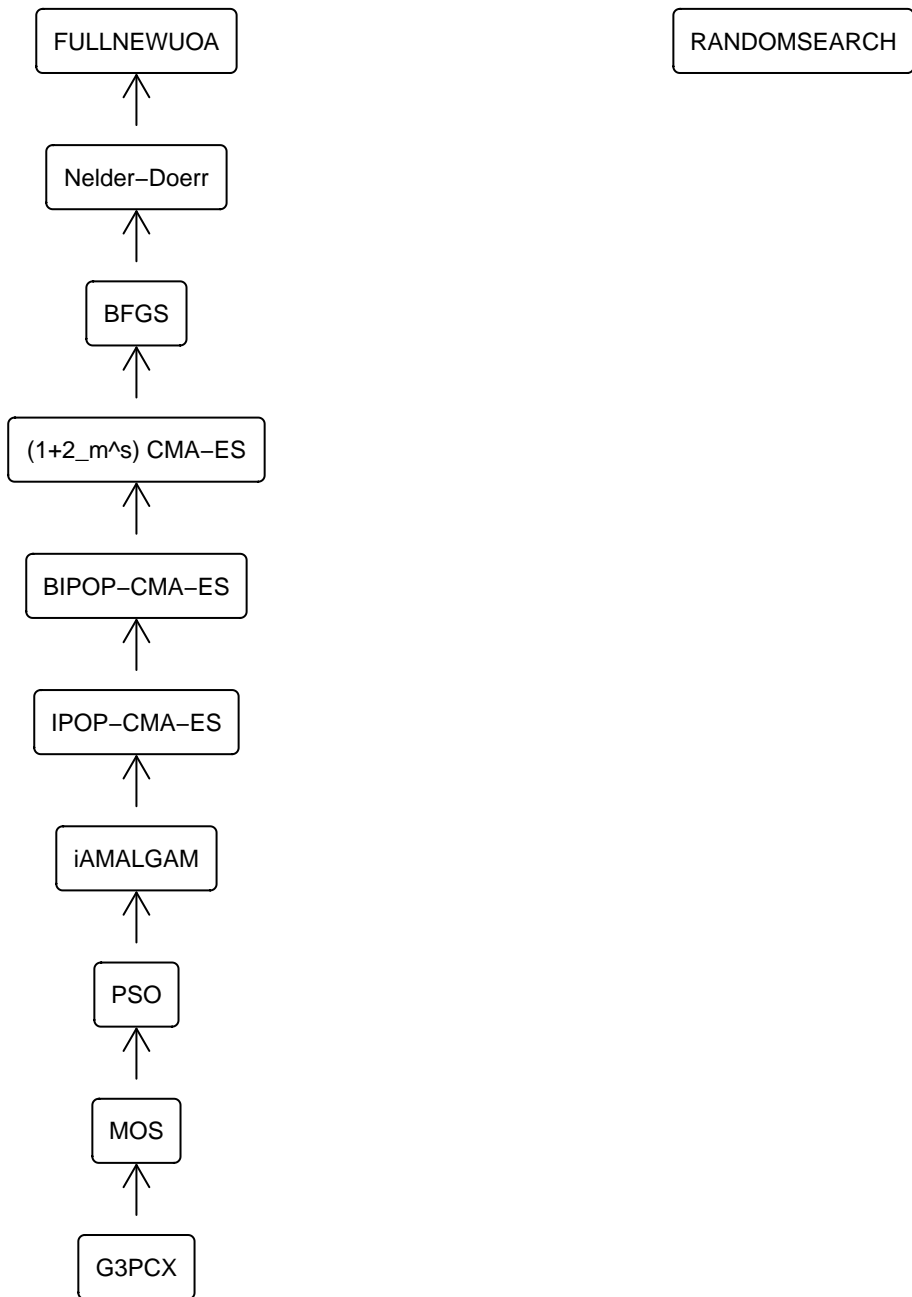 FULLNEWUOA
RANDOMSEARCH
Nelder−Doerr
BFGS
(1+2_m^s) CMA−ES
BIPOP−CMA−ES
IPOP−CMA−ES
iAMALGAM
PSO
MOS
G3PCX